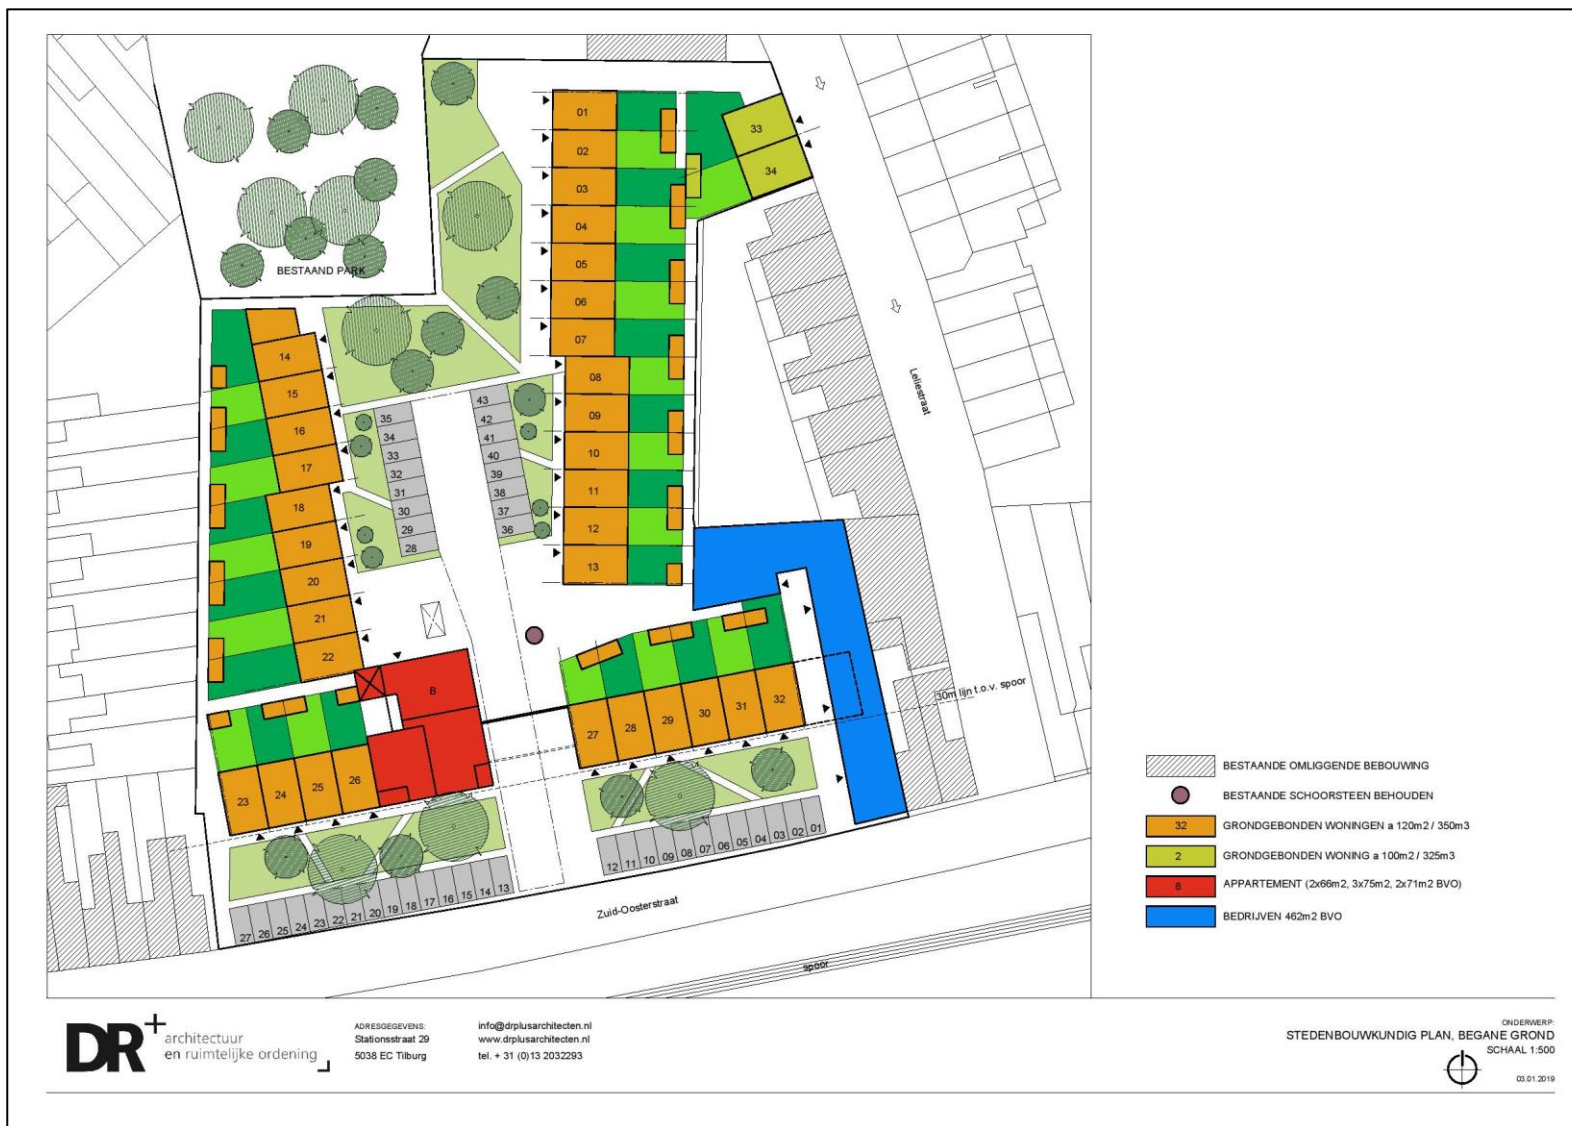 BESTAAND PARK
01
02
03
04
05
06
07
08
09
10
11
12
13
33
34
14
15
16
17
18
19
20
21
22
35
34
33
32
31
30
29
28
43
42
41
40
39
38
37
36
Leliestraat
8
23
24
25
26
27
28
29
30
31
32
30m lijn t.o.v. spoor
12 11 10 09 08 07 06 05 04 03 02 01
27 26 25 24 23 22 21 20 19 18 17 16 15 14 13
Zuid-Oosterstraat
spoor
BESTAANDE OMLIGGENDE BEBOUWING
BESTAANDE SCHOORSTEEN BEHOUDEN
32 GRONDGEBONDEN WONINGEN a 120m2 / 350m3
2 GRONDGEBONDEN WONING a 100m2 / 325m3
8 APPARTEMENT (2x66m2, 3x75m2, 2x71m2 BVO)
BEDRIJVEN 462m2 BVO
DR+ architectuur
en ruimtelijke ordening
ADRESGEGEVENS:
Stationsstraat 29
5038 EC Tilburg
info@drplusarchitecten.nl
www.drplusarchitecten.nl
tel. + 31 (0)13 2032293
ONDERWERP:
STEDENBOUWKUNDIG PLAN, BEGANE GROND
SCHAAL 1:500
03.01.2019